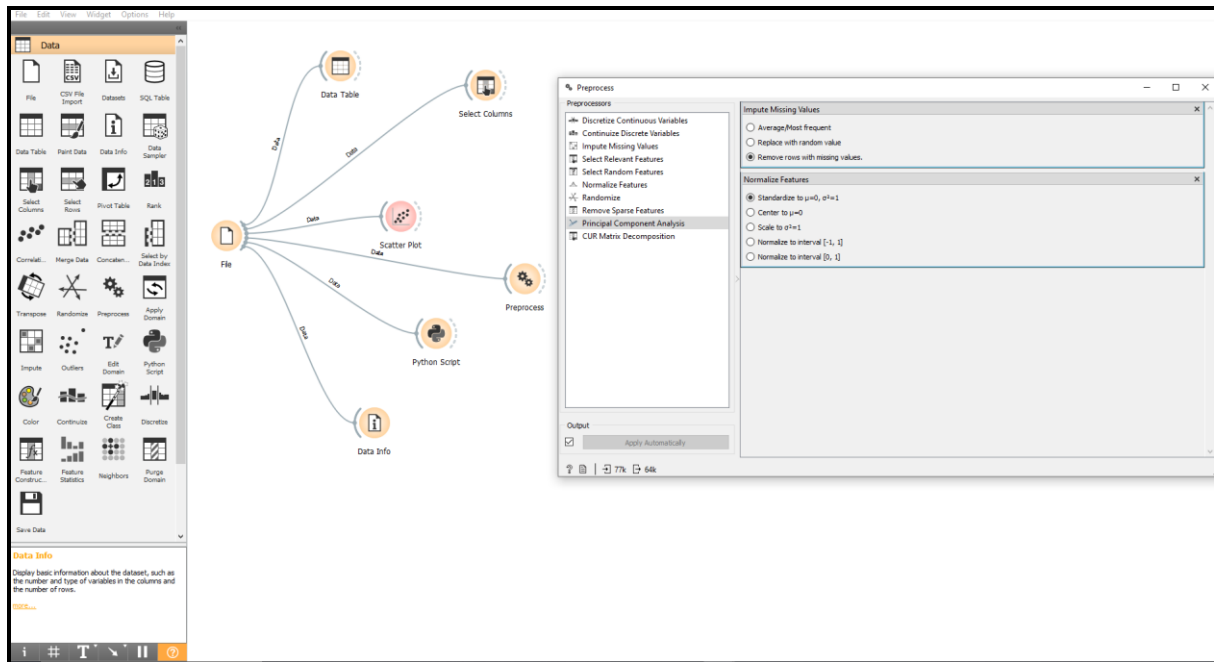 File Edit View Widget Options Help
Data
File
CSV File
Import
Datasets
SQL Table
Data Table
Paint Data
Data Info
Data
Sampler
Select
Columns
Select
Rows
Pivot Table
Rank
Correlati...
Merge Data
Concaten...
Select by
Data Index
Transpose
Randomize
Preprocess
Apply
Domain
Impute
Outliers
Edit
Domain
Python
Script
Color
Continuize
Create
Class
Discretize
Feature
Construc...
Feature
Statistics
Neighbors
Purge
Domain
Save Data
Data Info
Display basic information about the dataset, such as
the number and type of variables in the columns and
the number of rows.
more...
File
Data
Data Table
Data
Select Columns
Data
Scatter Plot
Data
Preprocess
Data
Python Script
Data
Data Info
Preprocess
Preprocessors
Discretize Continuous Variables
Continuize Discrete Variables
Impute Missing Values
Select Relevant Features
Select Random Features
Normalize Features
Randomize
Remove Sparse Features
Principal Component Analysis
CUR Matrix Decomposition
Output
Apply Automatically
77k 64k
Impute Missing Values
Average/Most frequent
Replace with random value
Remove rows with missing values.
Normalize Features
Standardize to μ=0, σ²=1
Center to μ=0
Scale to σ²=1
Normalize to interval [-1, 1]
Normalize to interval [0, 1]